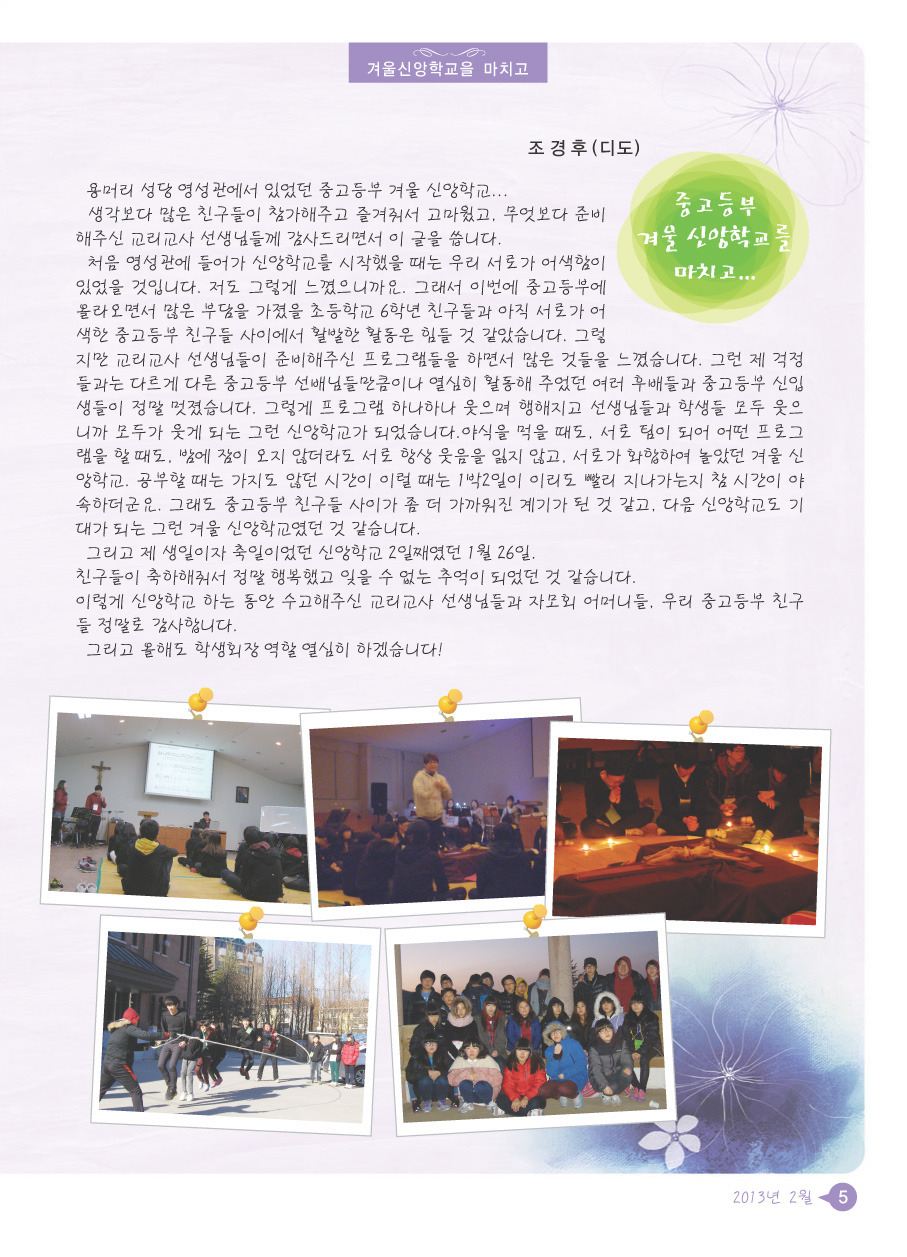 겨울신앙학교을 마치고
조 경 후 (디도)
중고등부
겨울 신앙학교를
마치고...
용머리 성당 영성관에서 있었던 중고등부 겨울 신앙학교...
생각보다 많은 친구들이 참가해주고 즐겨줘서 고마웠고, 무엇보다 준비
해주신 교리교사 선생님들께 감사드리면서 이 글을 씁니다.
처음 영성관에 들어가 신앙학교를 시작했을 때는 우리 서로가 어색함이
있었을 것입니다. 저도 그렇게 느꼈으니까요. 그래서 이번에 중고등부에
올라오면서 많은 부담을 가졌을 초등학교 6학년 친구들과 아직 서로가 어
색한 중고등부 친구들 사이에서 활발한 활동은 힘들 것 같았습니다. 그렇
지만 교리교사 선생님들이 준비해주신 프로그램들을 하면서 많은 것들을 느꼈습니다. 그런 제 걱정
들과는 다르게 다른 중고등부 선배님들만큼이나 열심히 활동해 주었던 여러 후배들과 중고등부 신입
생들이 정말 멋졌습니다. 그렇게 프로그램 하나하나 웃으며 행해지고 선생님들과 학생들 모두 웃으
니까 모두가 웃게 되는 그런 신앙학교가 되었습니다.야식을 먹을 때도, 서로 팀이 되어 어떤 프로그
램을 할 때도, 밤에 잠이 오지 않더라도 서로 항상 웃음을 잃지 않고, 서로가 화합하여 놀았던 겨울 신
앙학교. 공부할 때는 가지도 않던 시간이 이럴 때는 1박2일이 이리도 빨리 지나가는지 참 시간이 야
속하더군요. 그래도 중고등부 친구들 사이가 좀 더 가까워진 계기가 된 것 같고, 다음 신앙학교도 기
대가 되는 그런 겨울 신앙학교였던 것 같습니다.
그리고 제 생일이자 축일이었던 신앙학교 2일째였던 1월 26일.
친구들이 축하해줘서 정말 행복했고 잊을 수 없는 추억이 되었던 것 같습니다.
이렇게 신앙학교 하는 동안 수고해주신 교리교사 선생님들과 자모회 어머니들, 우리 중고등부 친구
들 정말로 감사합니다.
그리고 올해도 학생회장 역할 열심히 하겠습니다!
2013년 2월 5